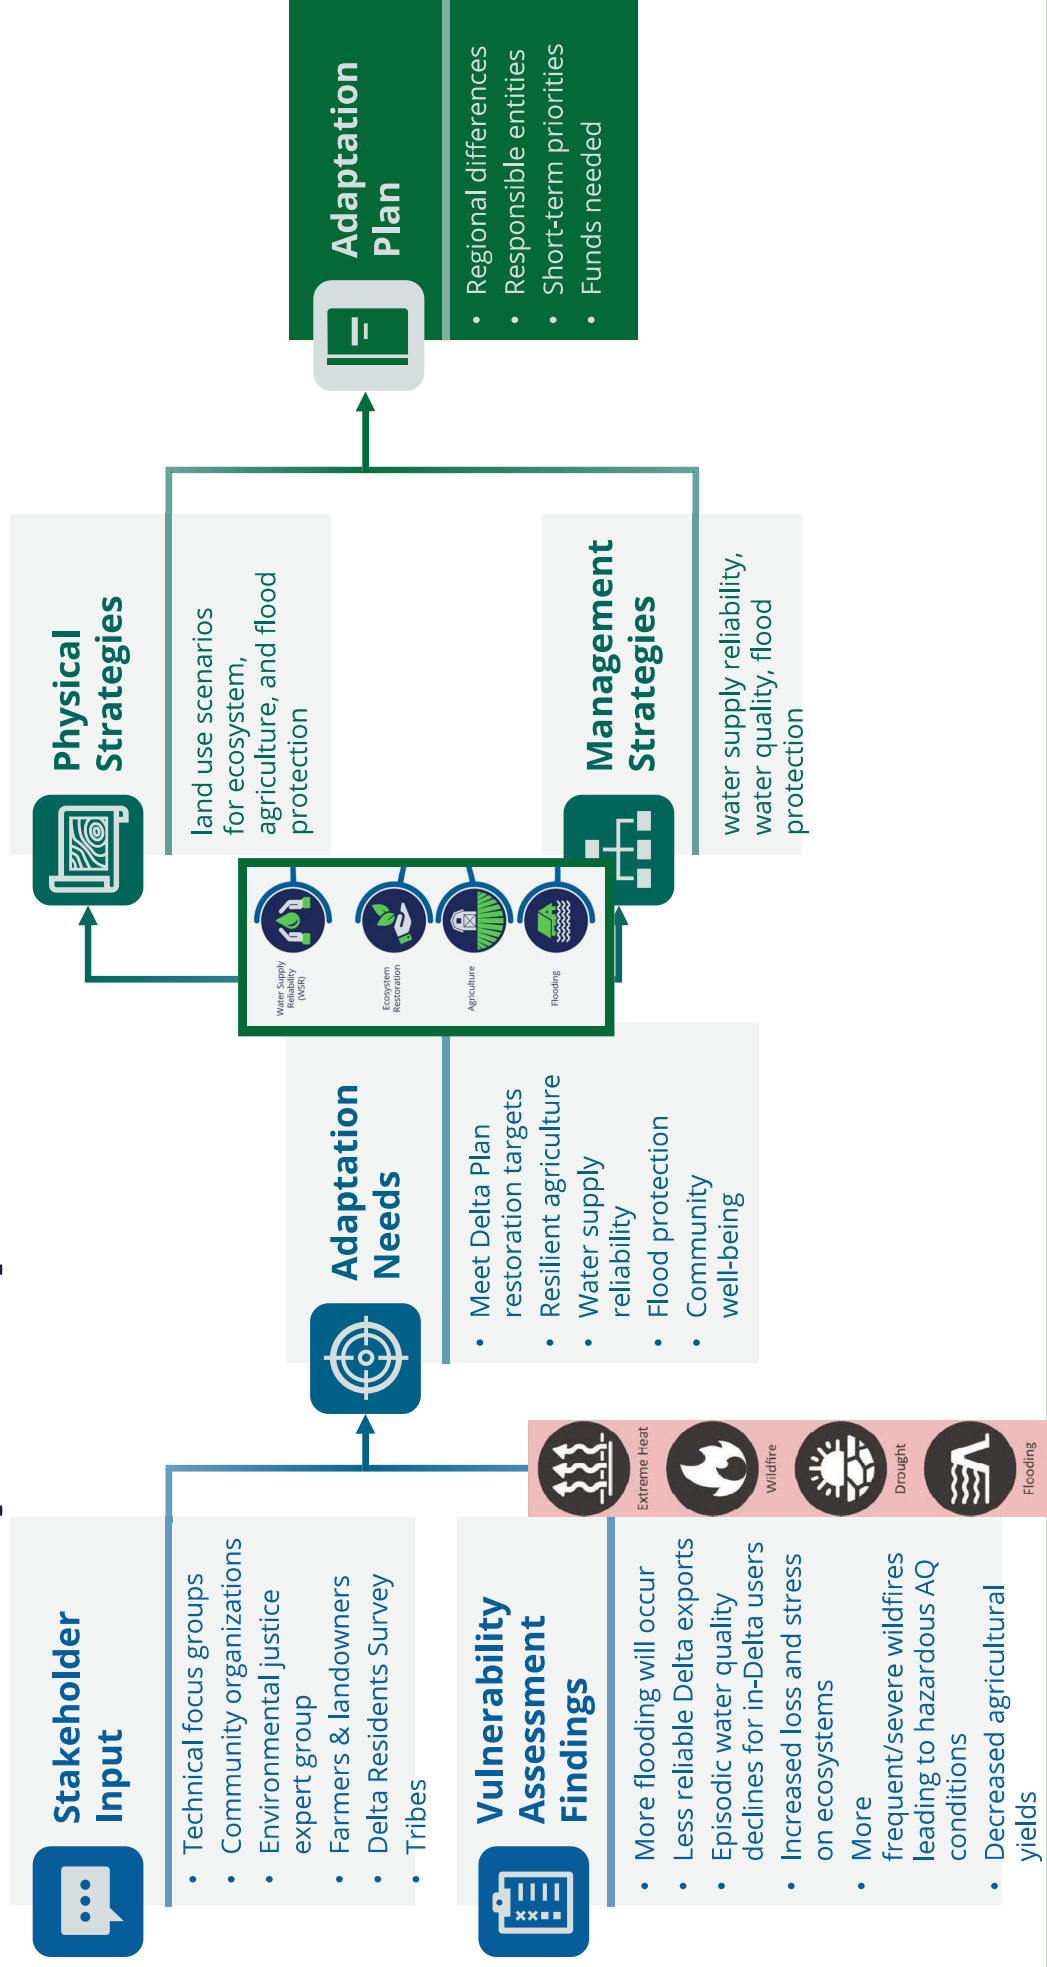 Stakeholder
Input
• Technical focus groups
• Community organizations
• Environmental justice
expert group
• Farmers & landowners
• Delta Residents Survey
• Tribes
Vulnerability
Assessment
Findings
• More flooding will occur
• Less reliable Delta exports
• Episodic water quality
declines for in-Delta users
• Increased loss and stress
on ecosystems
• More
frequent/severe wildfires
leading to hazardous AQ
conditions
• Decreased agricultural
yields
Extreme Heat
Wildfire
Drought
Flooding
Adaptation
Needs
• Meet Delta Plan
restoration targets
• Resilient agriculture
• Water supply
reliability
• Flood protection
• Community
well-being
Water Supply
Reliability
(WSR)
Ecosystem
Restoration
Agriculture
Flooding
Physical
Strategies
land use scenarios
for ecosystem,
agriculture, and flood
protection
Management
Strategies
water supply reliability,
water quality, flood
protection
Adaptation
Plan
• Regional differences
• Responsible entities
• Short-term priorities
• Funds needed